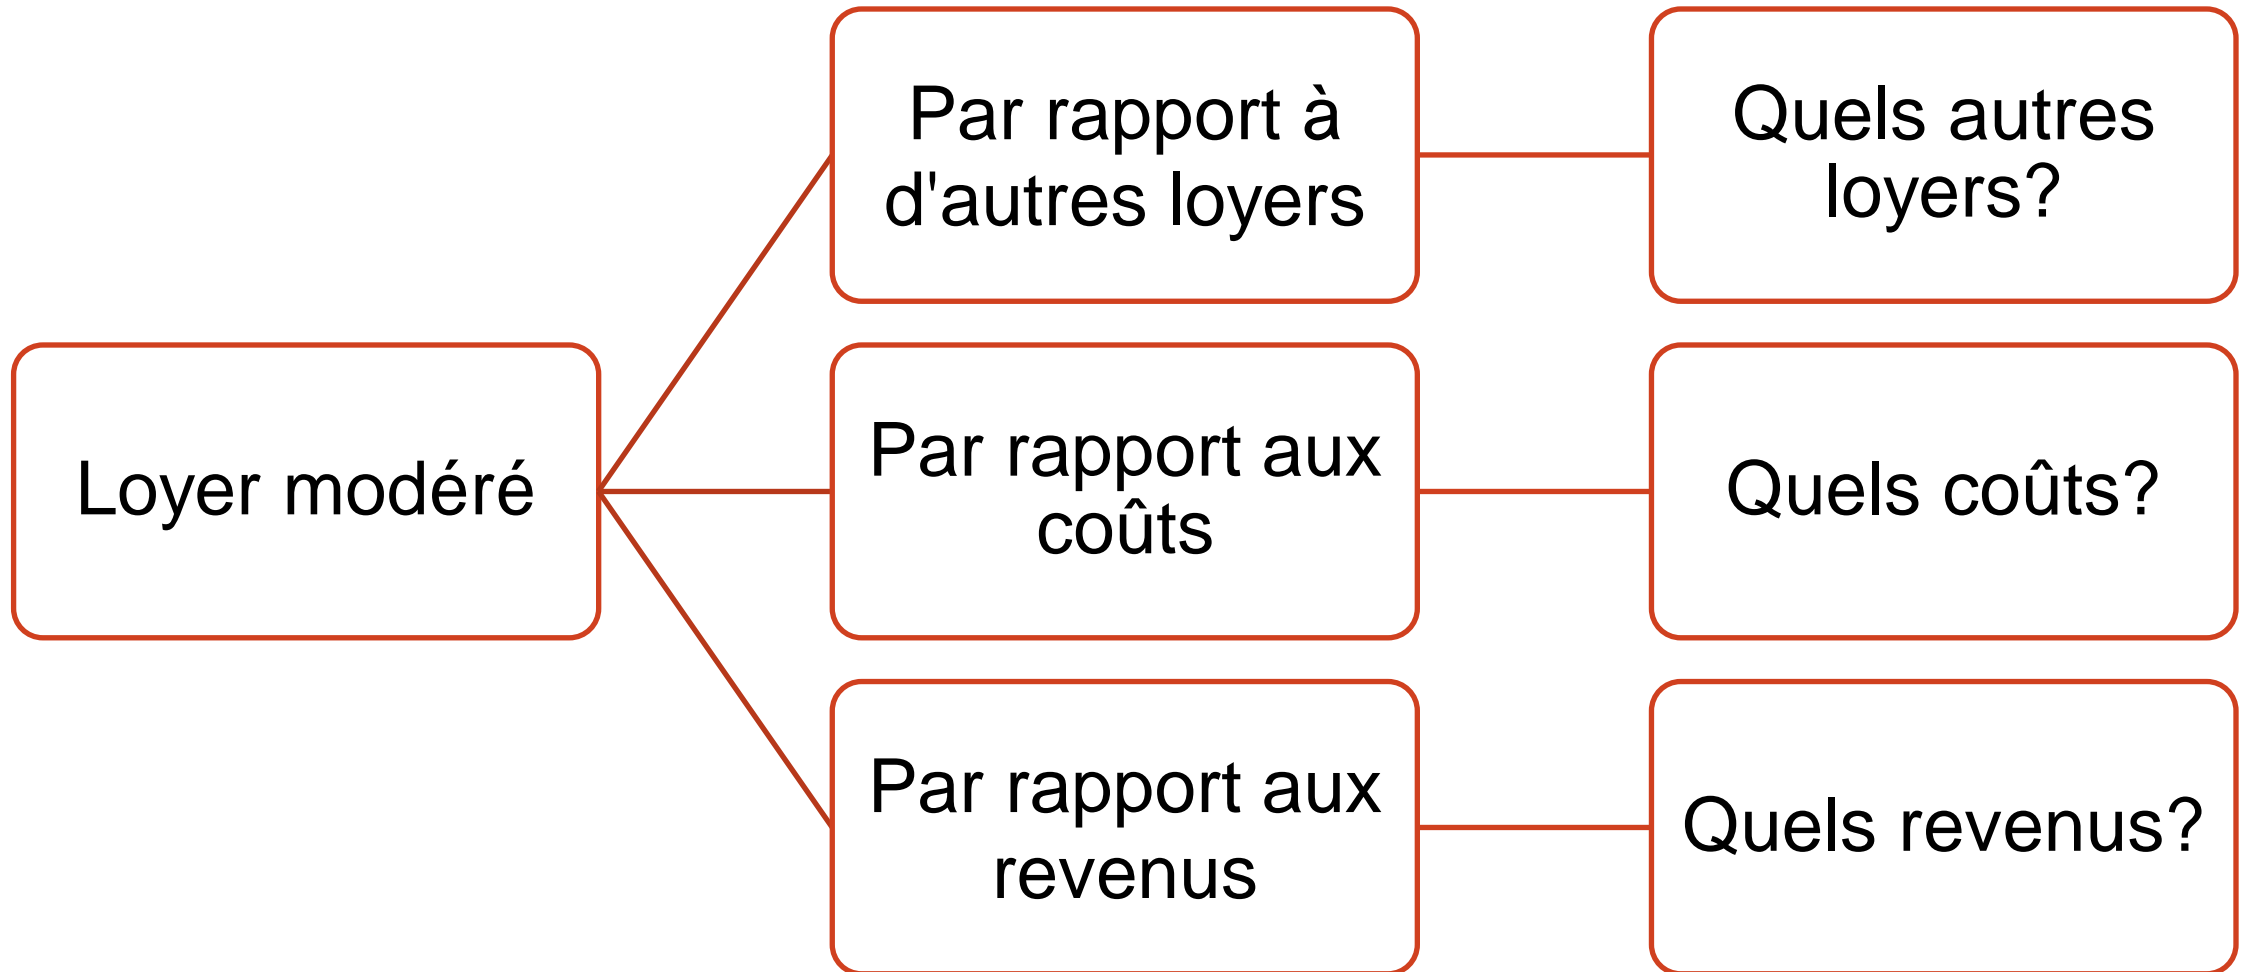 Loyer modéré
Par rapport à
d'autres loyers
Quels autres
loyers?
Par rapport aux
coûts
Quels coûts?
Par rapport aux
revenus
Quels revenus?